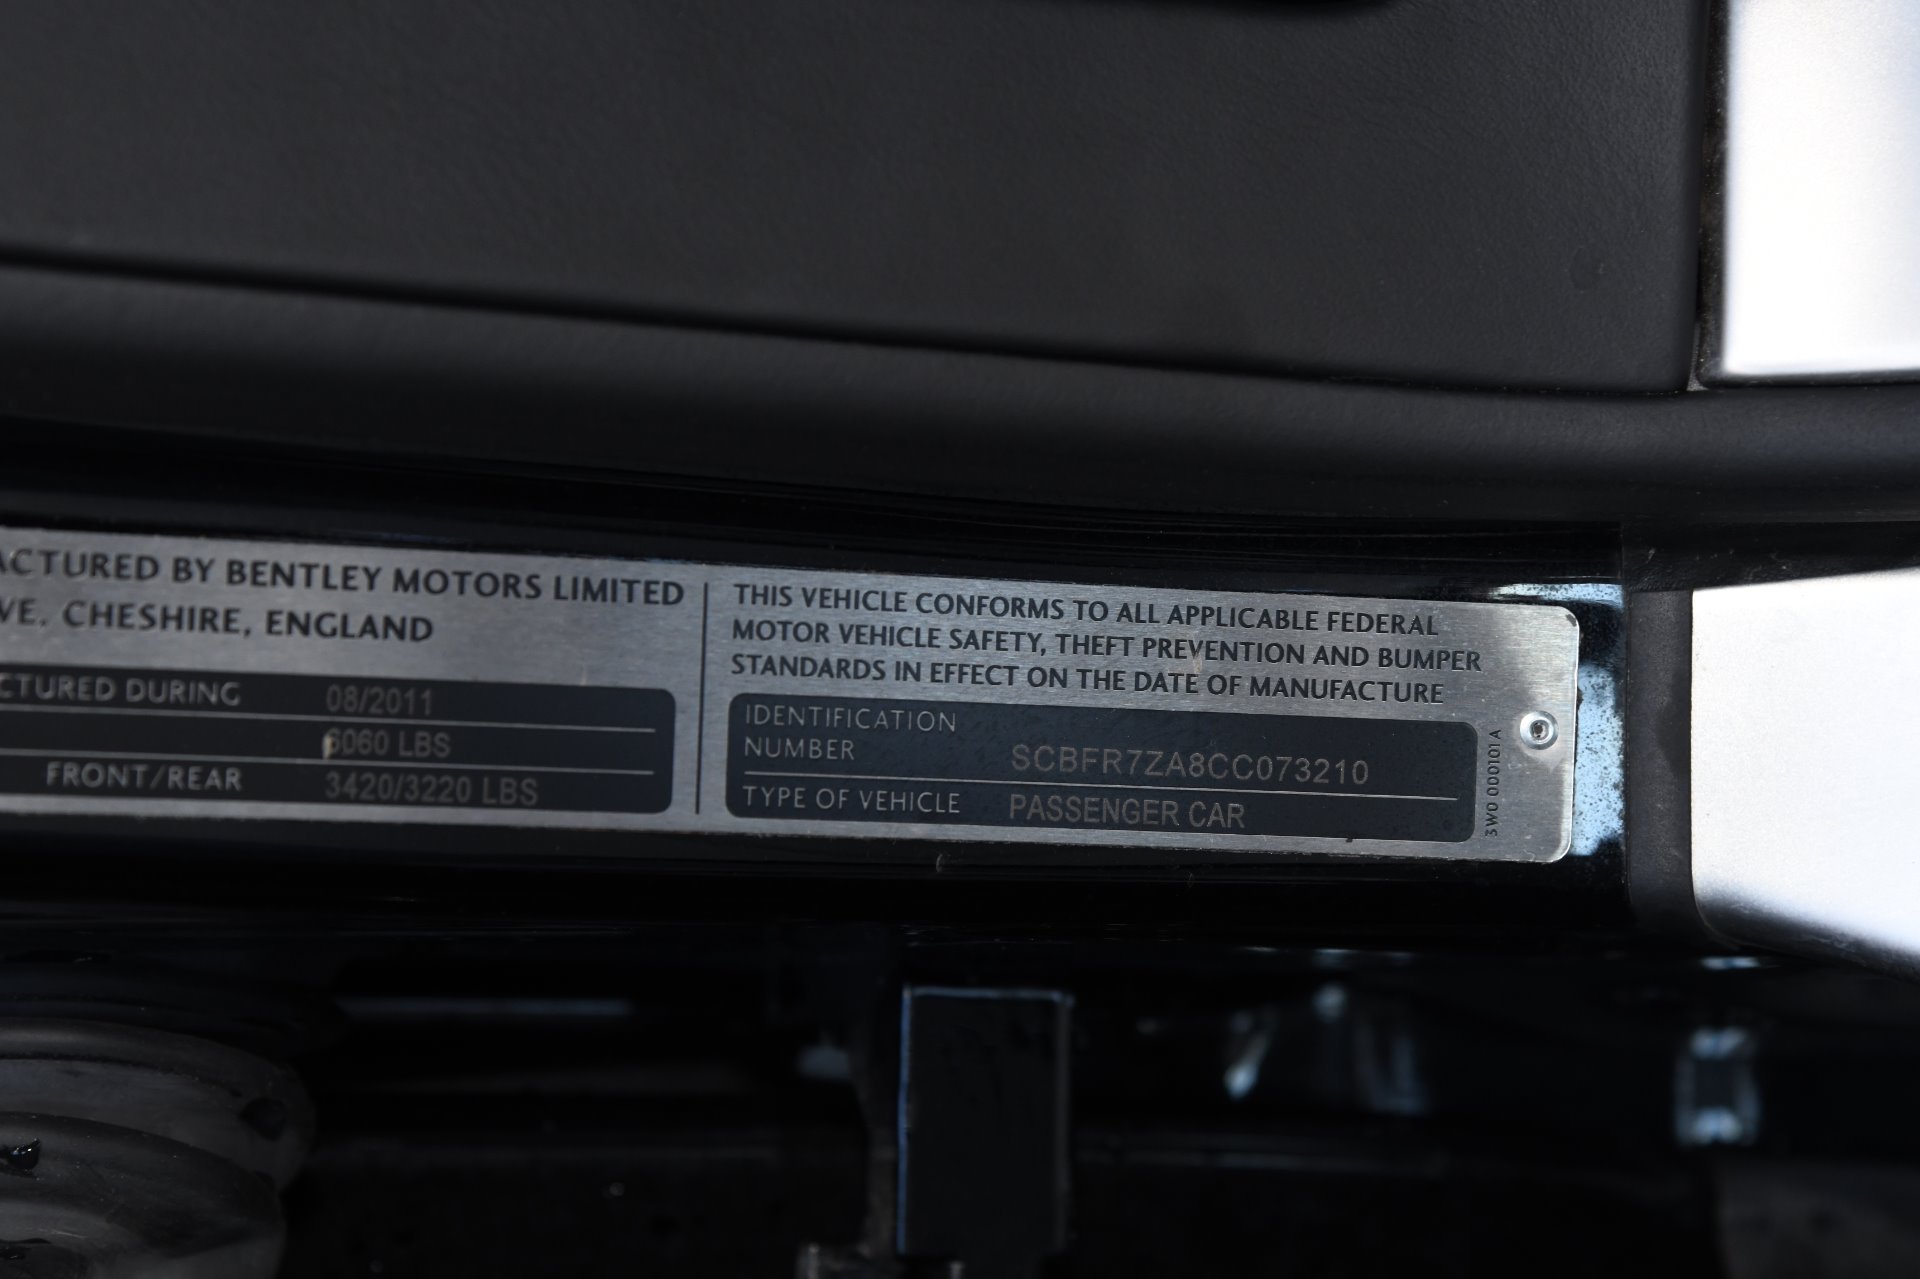 ACTURED BY BENTLEY MOTORS LIMITED
VE. CHESHIRE, ENGLAND
CTURED DURING 08/2011
6060 LBS
FRONT/REAR 3420/3220 LBS
THIS VEHICLE CONFORMS TO ALL APPLICABLE FEDERAL
MOTOR VEHICLE SAFETY, THEFT PREVENTION AND BUMPER
STANDARDS IN EFFECT ON THE DATE OF MANUFACTURE
IDENTIFICATION
NUMBER SCBFR7ZA8CC073210
TYPE OF VEHICLE PASSENGER CAR
3W0 000101 A